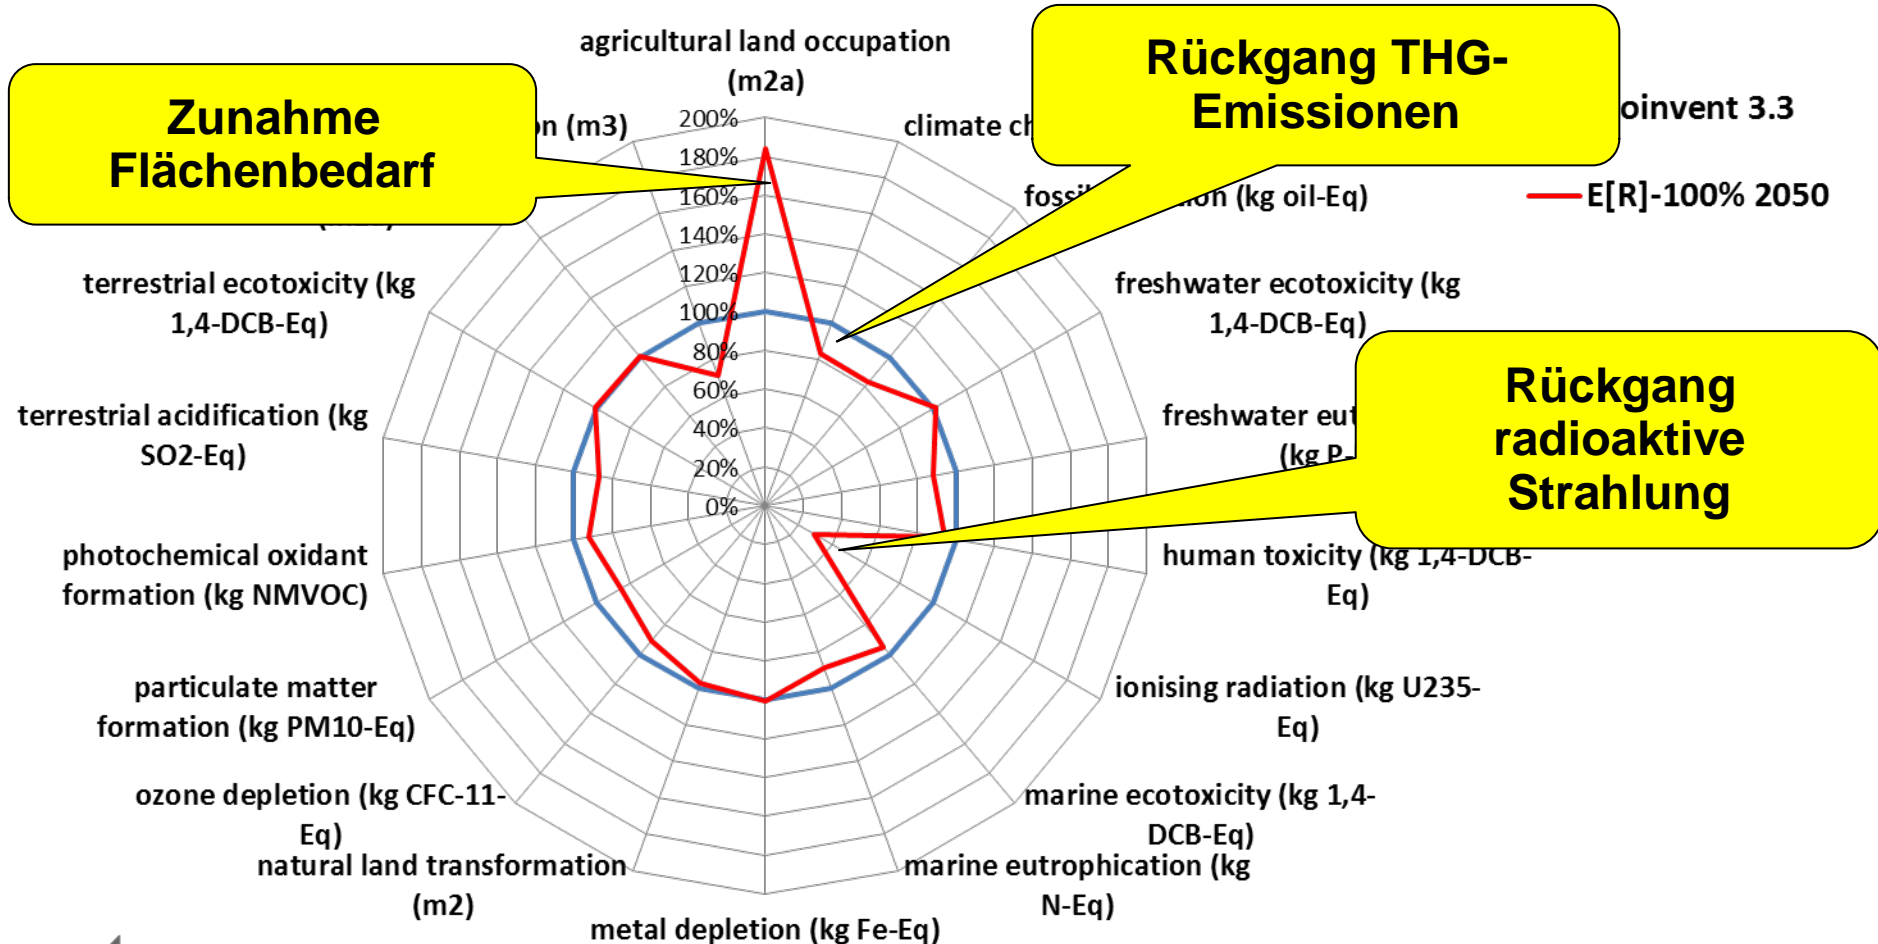 agricultural land occupation
(m2a)
Rückgang THG-
Emissionen
Zunahme
Flächenbedarf
oinvent 3.3
E[R]-100% 2050
(m3)
climate
(kg oil-Eq)
terrestrial ecotoxicity (kg
1,4-DCB-Eq)
freshwater ecotoxicity (kg
1,4-DCB-Eq)
Rückgang
radioaktive
Strahlung
terrestrial acidification (kg
SO2-Eq)
freshwater
(kg
photochemical oxidant
formation (kg NMVOC)
human toxicity (kg 1,4-DCB-
Eq)
particulate matter
formation (kg PM10-Eq)
ionising radiation (kg U235-
Eq)
ozone depletion (kg CFC-11-
Eq)
marine ecotoxicity (kg 1,4-
DCB-Eq)
natural land transformation
(m2)
marine eutrophication (kg
N-Eq)
metal depletion (kg Fe-Eq)
200%
180%
160%
140%
120%
100%
80%
60%
40%
20%
0%